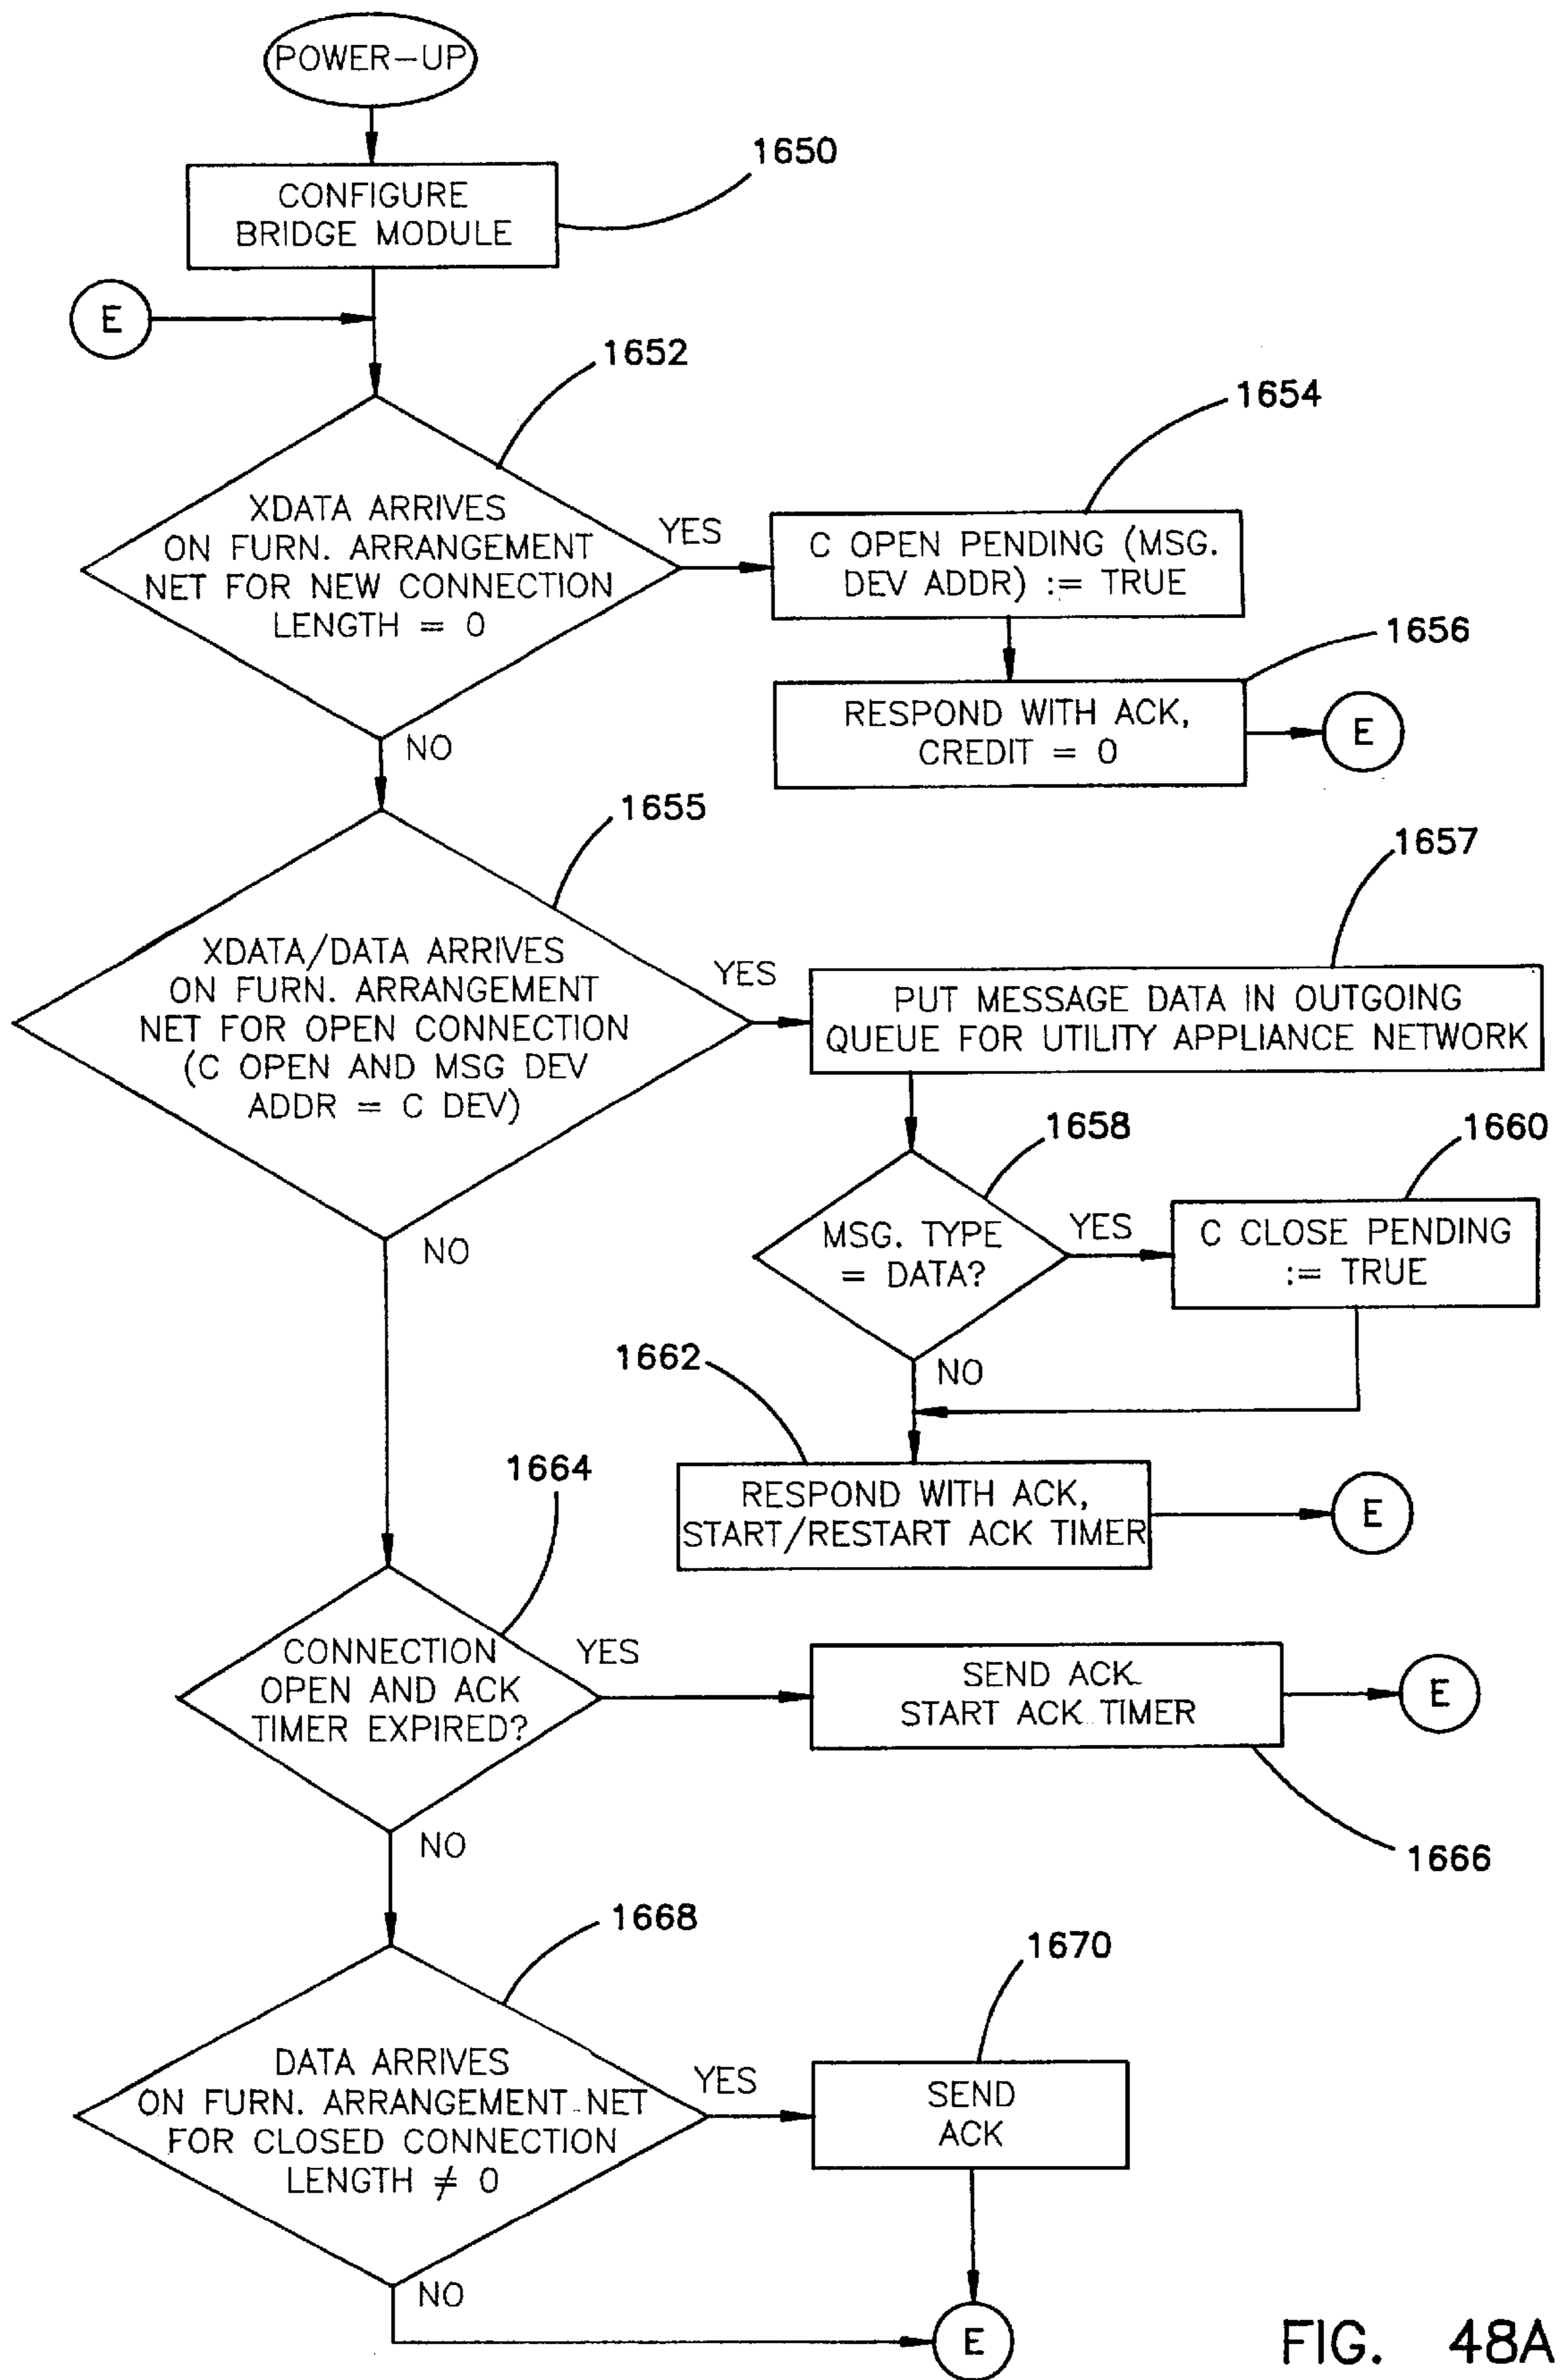 POWER-UP
1650
CONFIGURE
BRIDGE MODULE
E
1652
1654
XDATA ARRIVES
ON FURN. ARRANGEMENT
NET FOR NEW CONNECTION
LENGTH = 0
YES
C OPEN PENDING (MSG.
DEV ADDR) := TRUE
1656
RESPOND WITH ACK,
CREDIT = 0
E
NO
1655
1657
XDATA/DATA ARRIVES
ON FURN. ARRANGEMENT
NET FOR OPEN CONNECTION
(C OPEN AND MSG DEV
ADDR = C DEV)
YES
PUT MESSAGE DATA IN OUTGOING
QUEUE FOR UTILITY APPLIANCE NETWORK
1658
1660
MSG. TYPE
= DATA?
YES
C CLOSE PENDING
:= TRUE
NO
NO
1662
RESPOND WITH ACK,
START/RESTART ACK TIMER
E
1664
CONNECTION
OPEN AND ACK
TIMER EXPIRED?
YES
SEND ACK
START ACK TIMER
E
1666
NO
1668
1670
DATA ARRIVES
ON FURN. ARRANGEMENT NET
FOR CLOSED CONNECTION
LENGTH ≠ 0
YES
SEND
ACK
NO
E
FIG. 48A